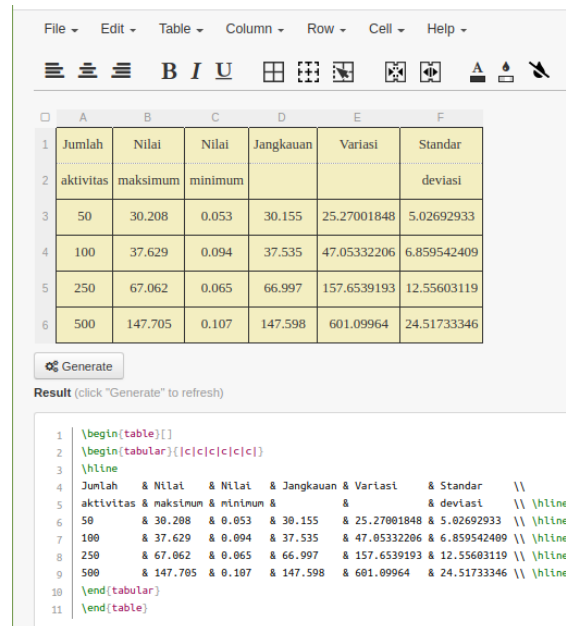 File Edit Table Column Row Cell Help
B I U A
A B C D E F
1 Jumlah Nilai Nilai Jangkauan Variasi Standar
2 aktivitas maksimum minimum deviasi
3 50 30.208 0.053 30.155 25.27001848 5.02692933
4 100 37.629 0.094 37.535 47.05332206 6.859542409
5 250 67.062 0.065 66.997 157.6539193 12.55603119
6 500 147.705 0.107 147.598 601.09964 24.51733346
Generate
Result (click "Generate" to refresh)
1 \begin{table}[]
2 \begin{tabular}{|c|c|c|c|c|c|}
3 \hline
4 Jumlah & Nilai & Nilai & Jangkauan & Variasi & Standar \\
5 aktivitas & maksimum & minimum & & & deviasi \\ \hline
6 50 & 30.208 & 0.053 & 30.155 & 25.27001848 & 5.02692933 \\ \hline
7 100 & 37.629 & 0.094 & 37.535 & 47.05332206 & 6.859542409 \\ \hline
8 250 & 67.062 & 0.065 & 66.997 & 157.6539193 & 12.55603119 \\ \hline
9 500 & 147.705 & 0.107 & 147.598 & 601.09964 & 24.51733346 \\ \hline
10 \end{tabular}
11 \end{table}